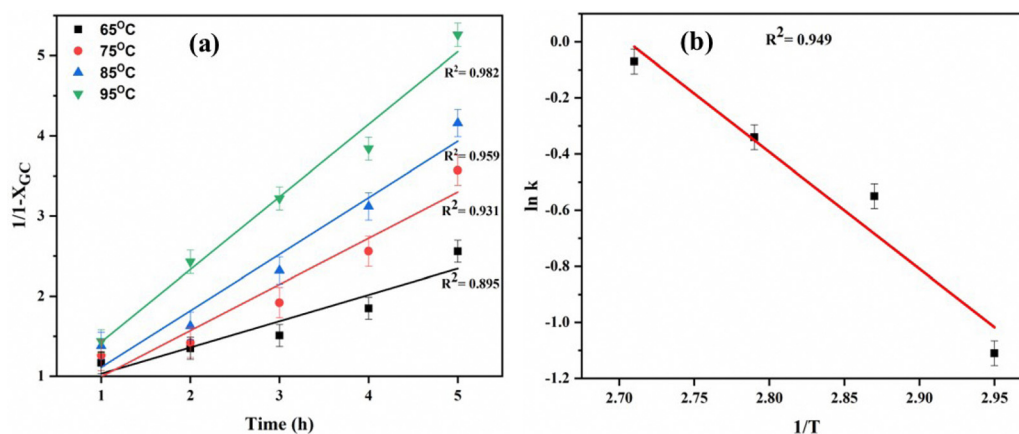 (a)
65°C
75°C
85°C
95°C
R²= 0.982
R²= 0.959
R²= 0.931
R²= 0.895
5
4
3
2
1
1/1-X_GC
1
2
3
4
5
Time (h)
(b)
R²= 0.949
0.0
-0.2
-0.4
-0.6
-0.8
-1.0
-1.2
ln k
2.70
2.75
2.80
2.85
2.90
2.95
1/T